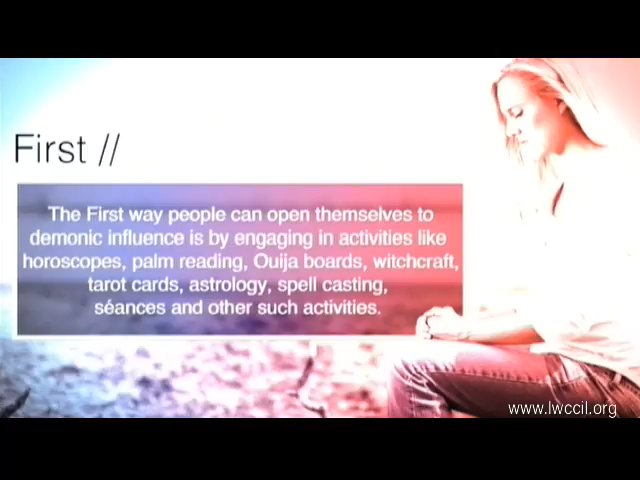 First //
The First way people can open themselves to
demonic influence is by engaging in activities like
horoscopes, palm reading, Ouija boards, witchcraft,
tarot cards, astrology, spell casting,
séances and other such activities.
www.lwccil.org